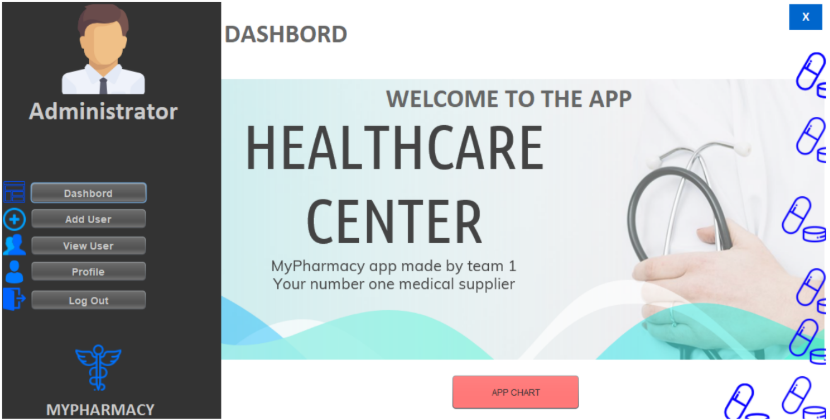 Administrator
Dashbord
Add User
View User
Profile
Log Out
MYPHARMACY
DASHBORD
X
WELCOME TO THE APP
HEALTHCARE
CENTER
MyPharmacy app made by team 1
Your number one medical supplier
APP CHART